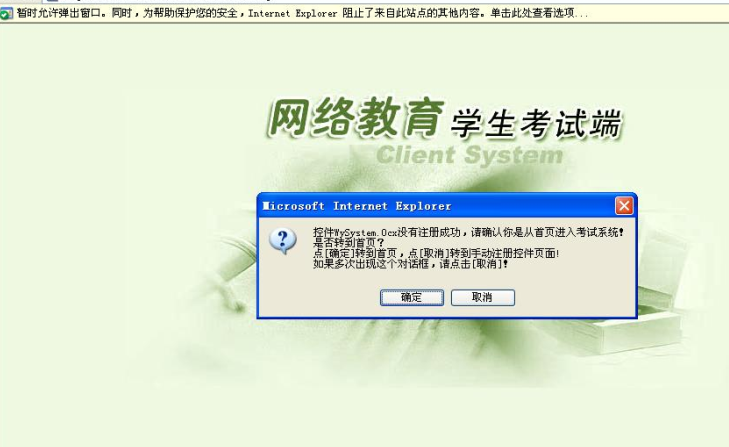 暂时允许弹出窗口。同时，为帮助保护您的安全，Internet Explorer 阻止了来自此站点的其他内容。单击此处查看选项...
网络教育学生考试端
Client System
Microsoft Internet Explorer
控件WySystem.Ocx没有注册成功，请确认你是从首页进入考试系统!
是否转到首页?
点[确定]转到首页，点[取消]转到手动注册控件页面!
如果多次出现这个对话框，请点击[取消]!
确定
取消